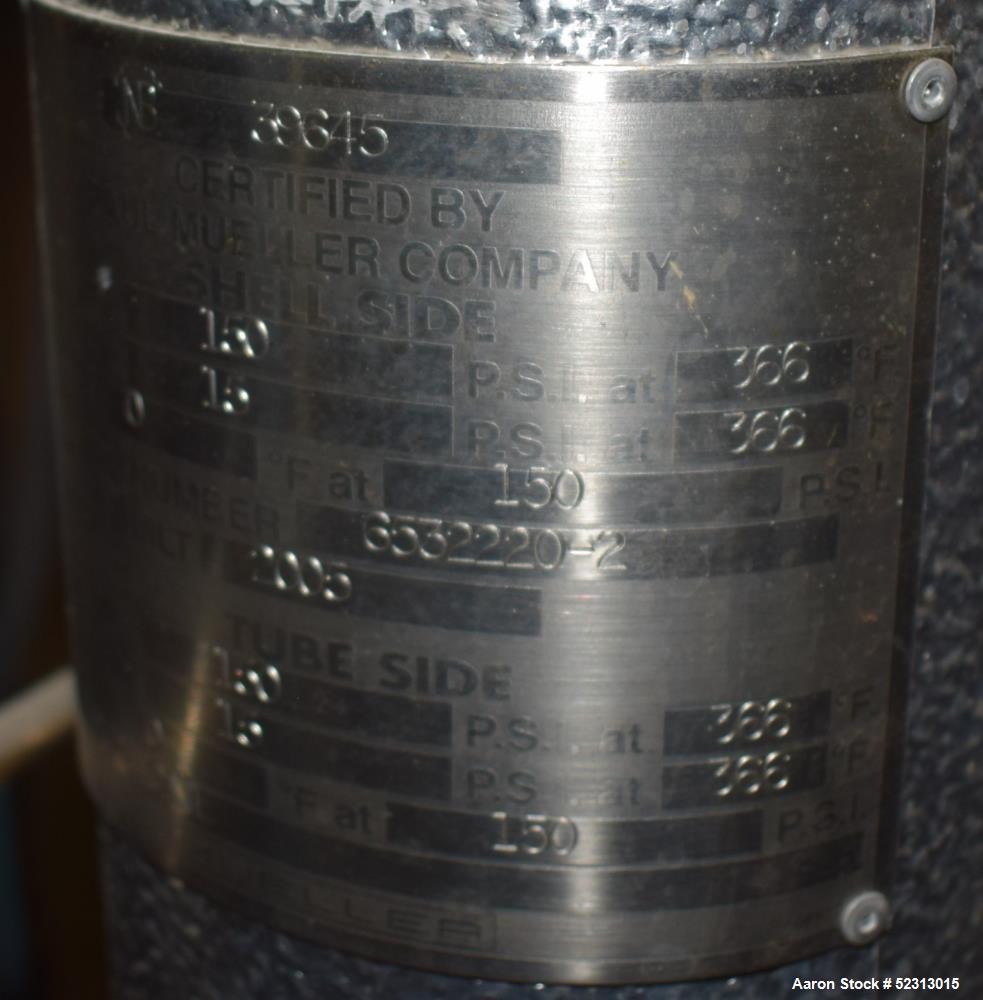 39645
CERTIFIED BY
MUELLER COMPANY
SHELL SIDE
150 P.S.I. at 366 °F
15 P.S.I. at 366 °F
0 °F at 150 P.S.I.
6532220-2
2005
TUBE SIDE
150 P.S.I. at 366 °F
15 P.S.I. at 366 °F
°F at 150 P.S.I.
Aaron Stock # 52313015